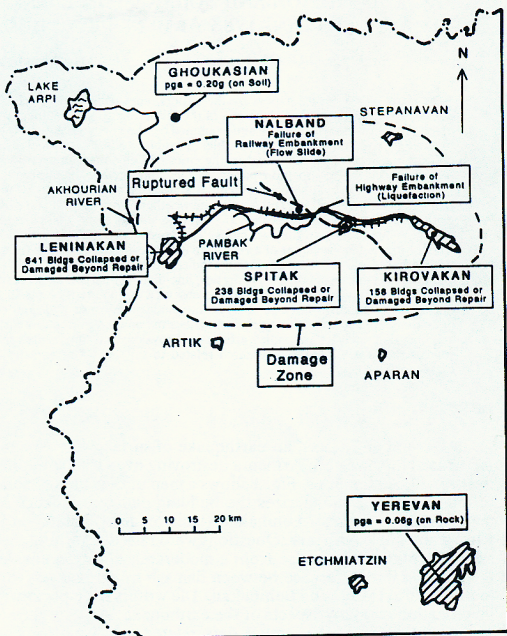 GHOUKASIAN
pga = 0.20g (on Soil)
N
LAKE
ARPI
STEPANAVAN
NALBAND
Failure of
Railway Embankment
(Flow Slide)
Ruptured Fault
Failure of
Highway Embankment
(Liquefaction)
AKHOURIAN
RIVER
LENINAKAN
641 Bldgs Collapsed or
Damaged Beyond Repair
PAMBAK
RIVER
SPITAK
238 Bldgs Collapsed or
Damaged Beyond Repair
KIROVAKAN
156 Bldgs Collapsed or
Damaged Beyond Repair
ARTIK
Damage
Zone
APARAN
0 5 10 20 km
YEREVAN
pga = 0.06g (on Rock)
ETCHMIATZIN